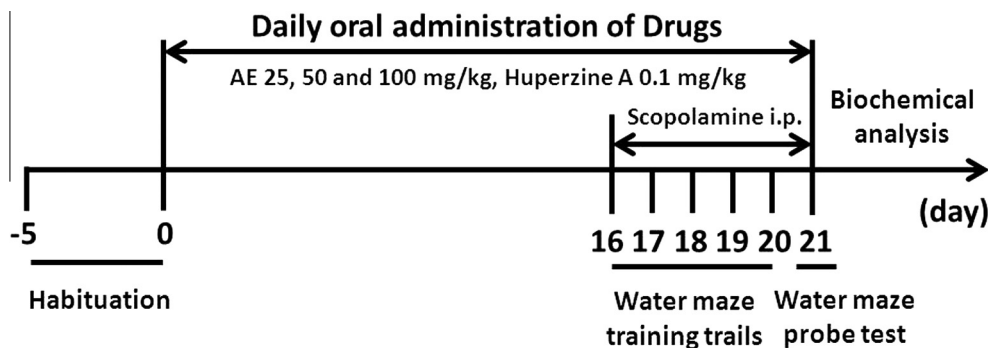 Daily oral administration of Drugs
AE 25, 50 and 100 mg/kg, Huperzine A 0.1 mg/kg
Scopolamine i.p.
Biochemical
analysis
(day)
-5 0 16 17 18 19 20 21
Habituation
Water maze
training trails
Water maze
probe test